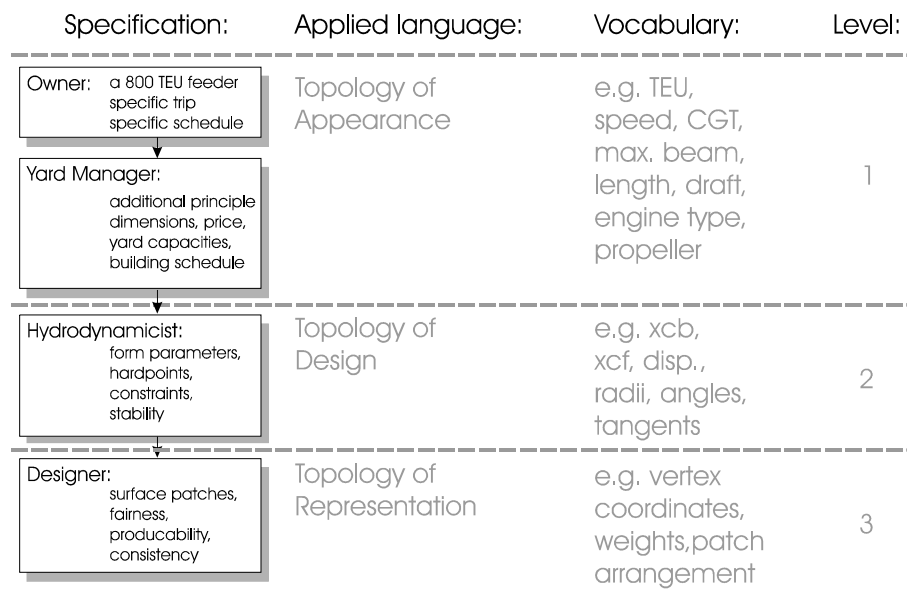 Specification: Applied language: Vocabulary: Level:
Owner: a 800 TEU feeder
specific trip
specific schedule
Topology of
Appearance
e.g. TEU,
speed, CGT,
max. beam,
length, draft,
engine type,
propeller
1
Yard Manager:
additional principle
dimensions, price,
yard capacities,
building schedule
Hydrodynamicist:
form parameters,
hardpoints,
constraints,
stability
Topology of
Design
e.g. xcb,
xcf, disp.,
radii, angles,
tangents
2
Designer:
surface patches,
fairness,
producability,
consistency
Topology of
Representation
e.g. vertex
coordinates,
weights,patch
arrangement
3